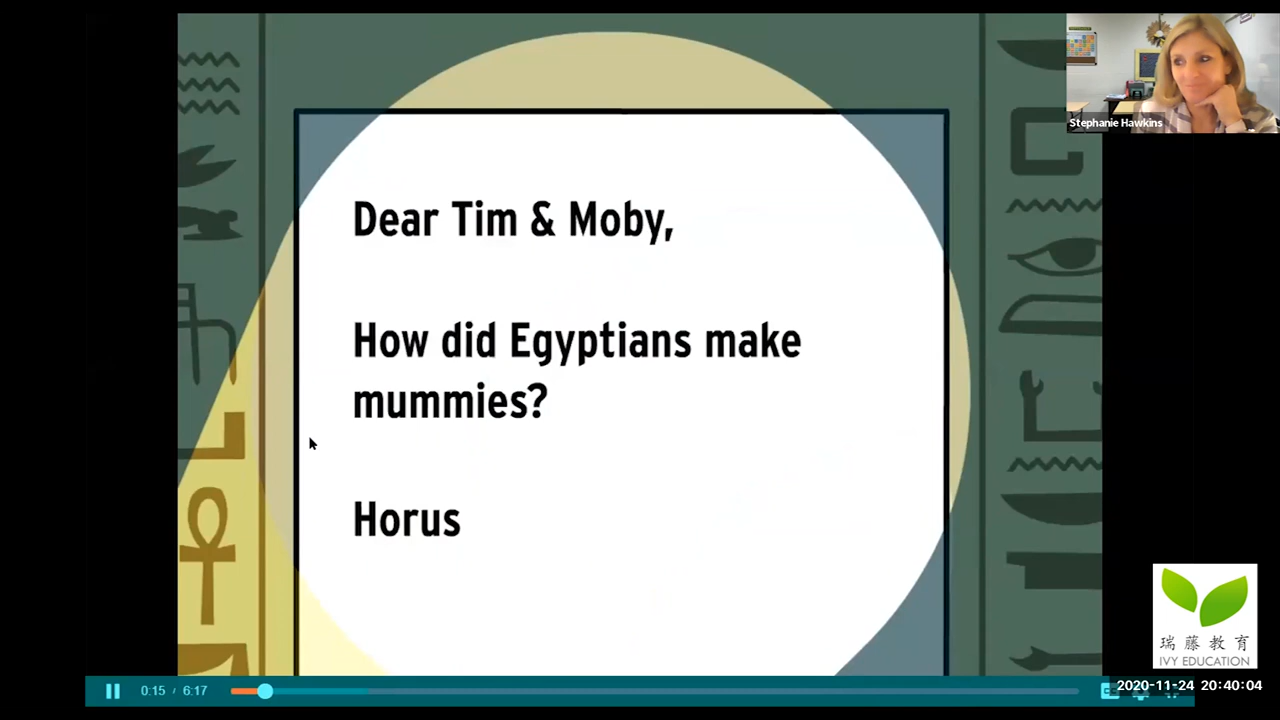 Stephanie Hawkins
Dear Tim & Moby,
How did Egyptians make
mummies?
Horus
瑞藤教育
IVY EDUCATION
0:15 / 6:17
2020-11-24 20:40:04